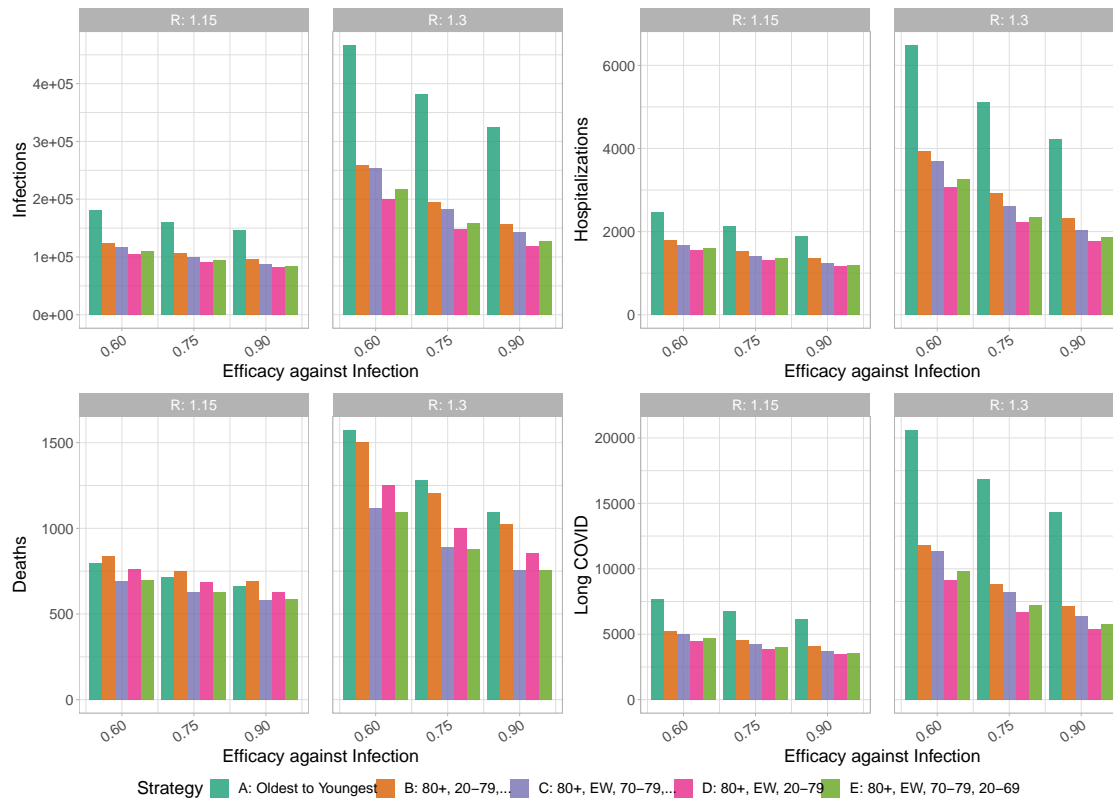 R: 1.15
R: 1.3
Infections
4e+05
3e+05
2e+05
1e+05
0e+00
0.60
0.75
0.90
0.60
0.75
0.90
Efficacy against Infection
R: 1.15
R: 1.3
Hospitalizations
6000
4000
2000
0
0.60
0.75
0.90
0.60
0.75
0.90
Efficacy against Infection
R: 1.15
R: 1.3
Deaths
1500
1000
500
0
0.60
0.75
0.90
0.60
0.75
0.90
Efficacy against Infection
R: 1.15
R: 1.3
Long COVID
20000
15000
10000
5000
0
0.60
0.75
0.90
0.60
0.75
0.90
Efficacy against Infection
Strategy A: Oldest to Youngest B: 80+, 20−79,... C: 80+, EW, 70−79,... D: 80+, EW, 20−79 E: 80+, EW, 70−79, 20−69